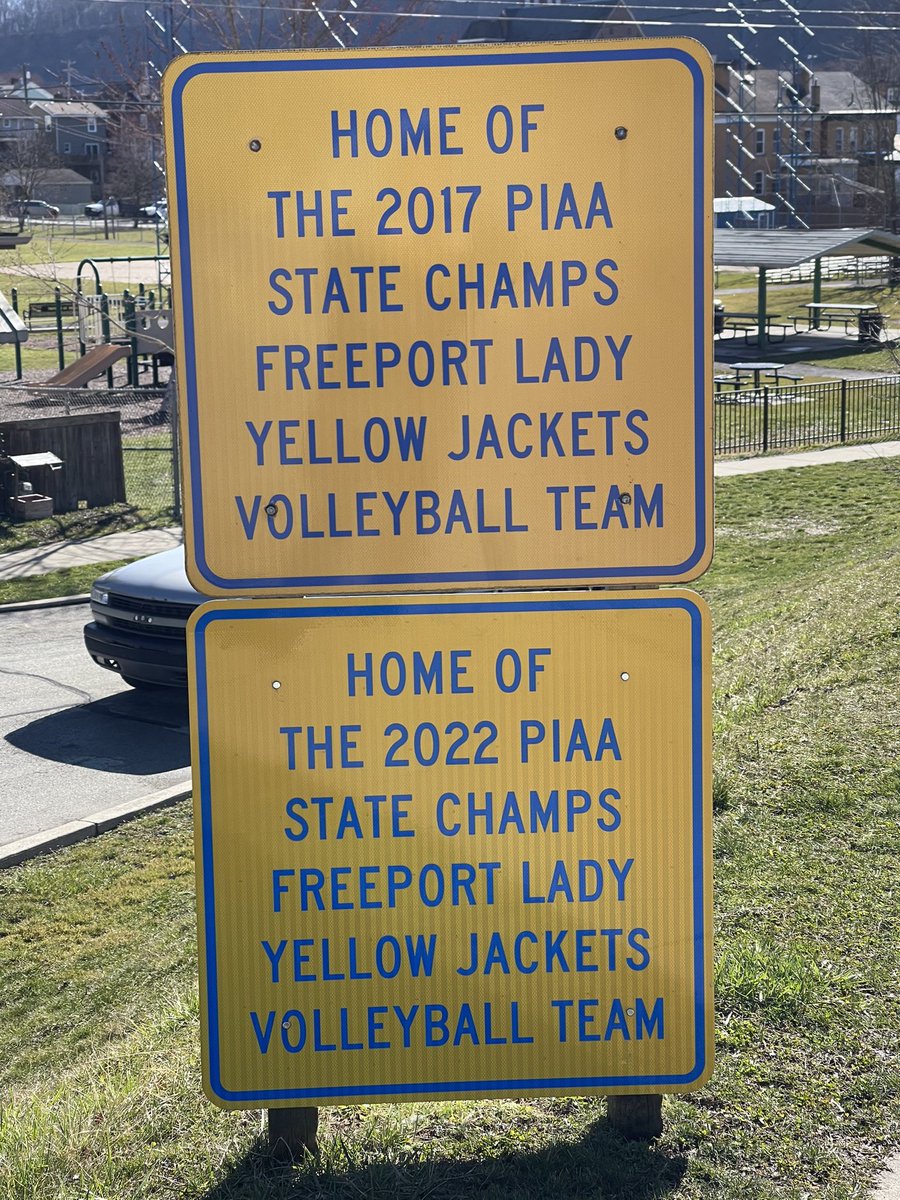 HOME OF
THE 2017 PIAA
STATE CHAMPS
FREEPORT LADY
YELLOW JACKETS
VOLLEYBALL TEAM
HOME OF
THE 2022 PIAA
STATE CHAMPS
FREEPORT LADY
YELLOW JACKETS
VOLLEYBALL TEAM